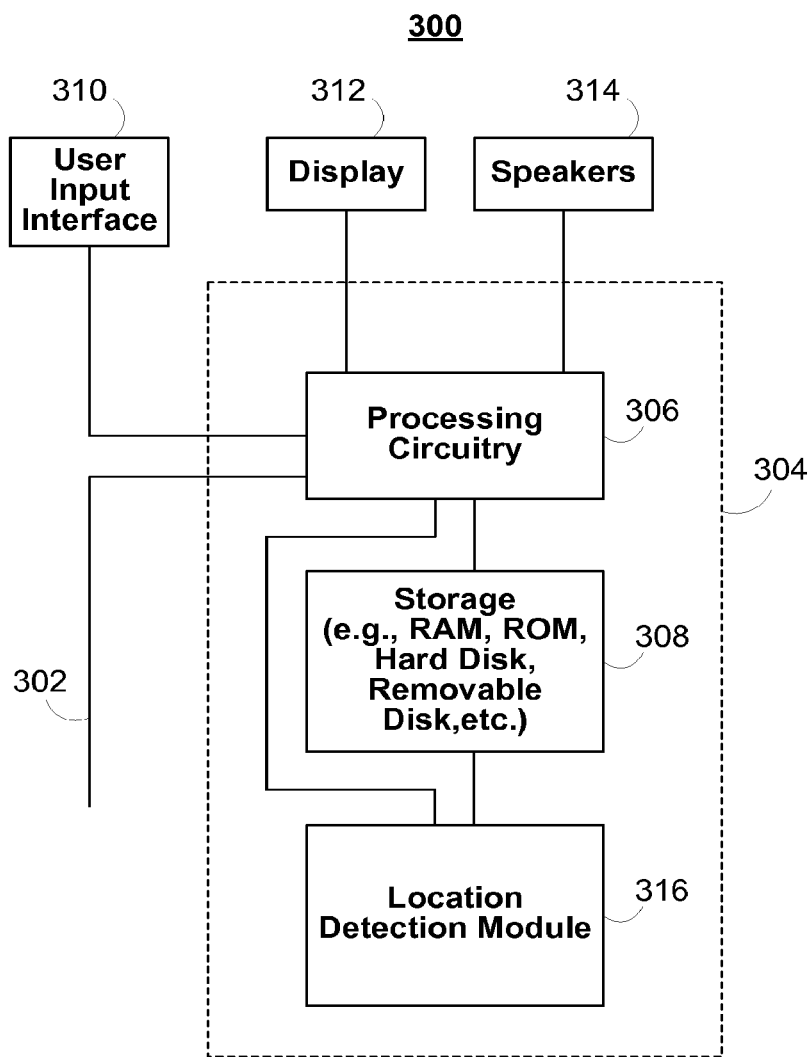 300
310
312
314
User
Input
Interface
Display
Speakers
Processing
Circuitry
306
304
Storage
(e.g., RAM, ROM,
Hard Disk,
Removable
Disk,etc.)
308
302
Location
Detection Module
316